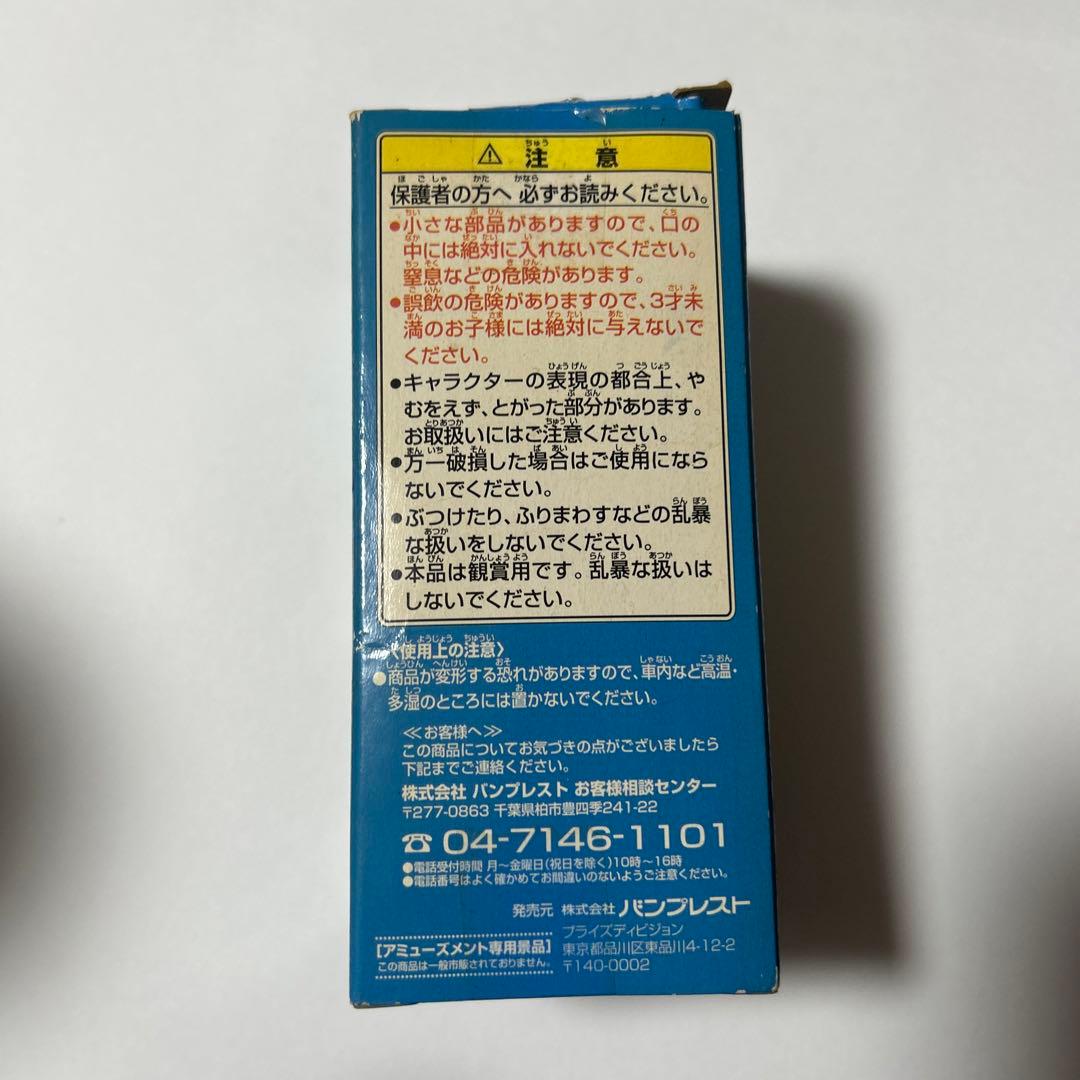 ⚠ 注意
保護者の方へ 必ずお読みください。
●小さな部品がありますので、口の
中には絶対に入れないでください。
窒息などの危険があります。
●誤飲の危険がありますので、3才未
満のお子様には絶対に与えないで
ください。
●キャラクターの表現の都合上、や
むをえず、とがった部分があります。
お取扱いにはご注意ください。
●万一破損した場合はご使用になら
ないでください。
●ぶつけたり、ふりまわすなどの乱暴
な扱いをしないでください。
●本品は観賞用です。乱暴な扱いは
しないでください。
〈使用上の注意〉
●商品が変形する恐れがありますので、車内など高温・
多湿のところには置かないでください。
≪お客様へ≫
この商品についてお気づきの点がございましたら
下記までご連絡ください。
株式会社 バンプレスト お客様相談センター
〒277-0863 千葉県柏市豊四季241-22
☎ 04-7146-1101
●電話受付時間 月〜金曜日(祝日を除く)10時〜16時
●電話番号はよく確かめてお間違いのないようご注意ください。
発売元 株式会社 バンプレスト
プライズディビジョン
東京都品川区東品川4-12-2
〒140-0002
[アミューズメント専用景品]
この商品は一般市販されておりません。